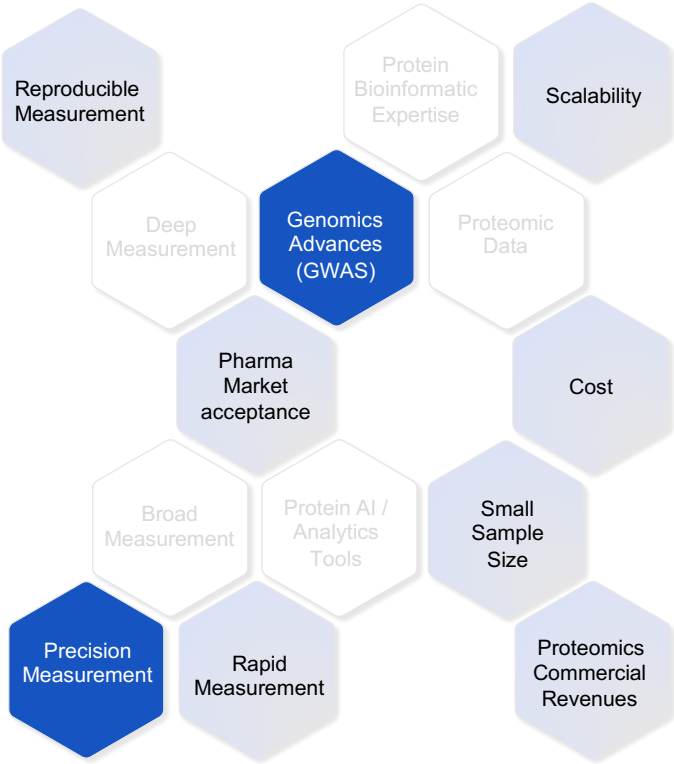 Reproducible
Measurement
Protein
Bioinformatic
Expertise
Scalability
Deep
Measurement
Genomics
Advances
(GWAS)
Proteomic
Data
Pharma
Market
acceptance
Cost
Broad
Measurement
Protein AI /
Analytics
Tools
Small
Sample
Size
Precision
Measurement
Rapid
Measurement
Proteomics
Commercial
Revenues